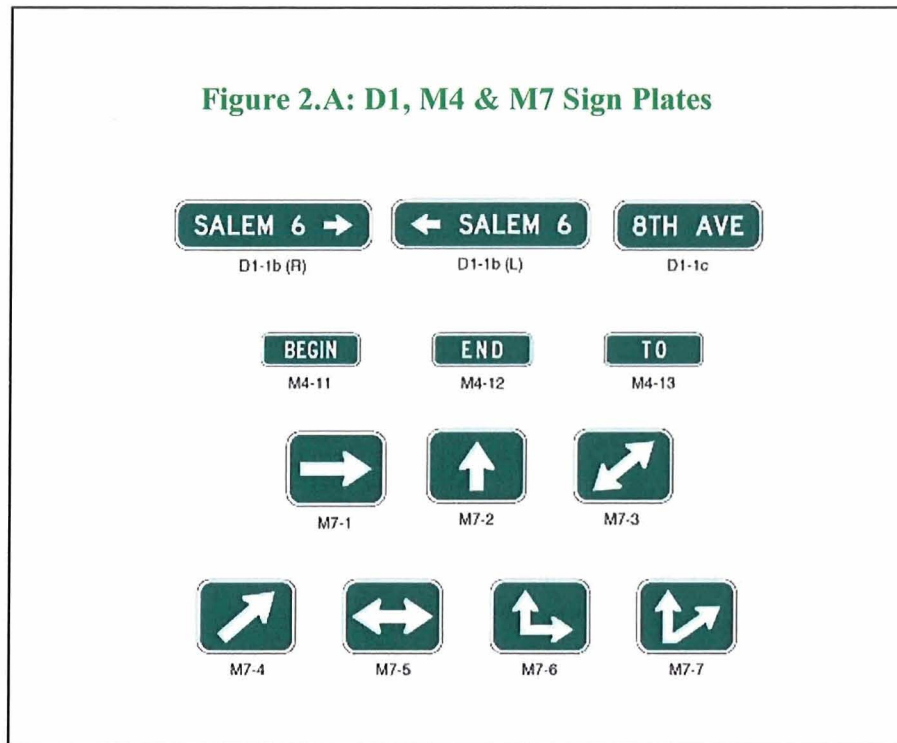 Figure 2.A: D1, M4 & M7 Sign Plates
SALEM 6 →
← SALEM 6
8TH AVE
D1-1b (R)
D1-1b (L)
D1-1c
BEGIN
END
TO
M4-11
M4-12
M4-13
M7-1
M7-2
M7-3
M7-4
M7-5
M7-6
M7-7